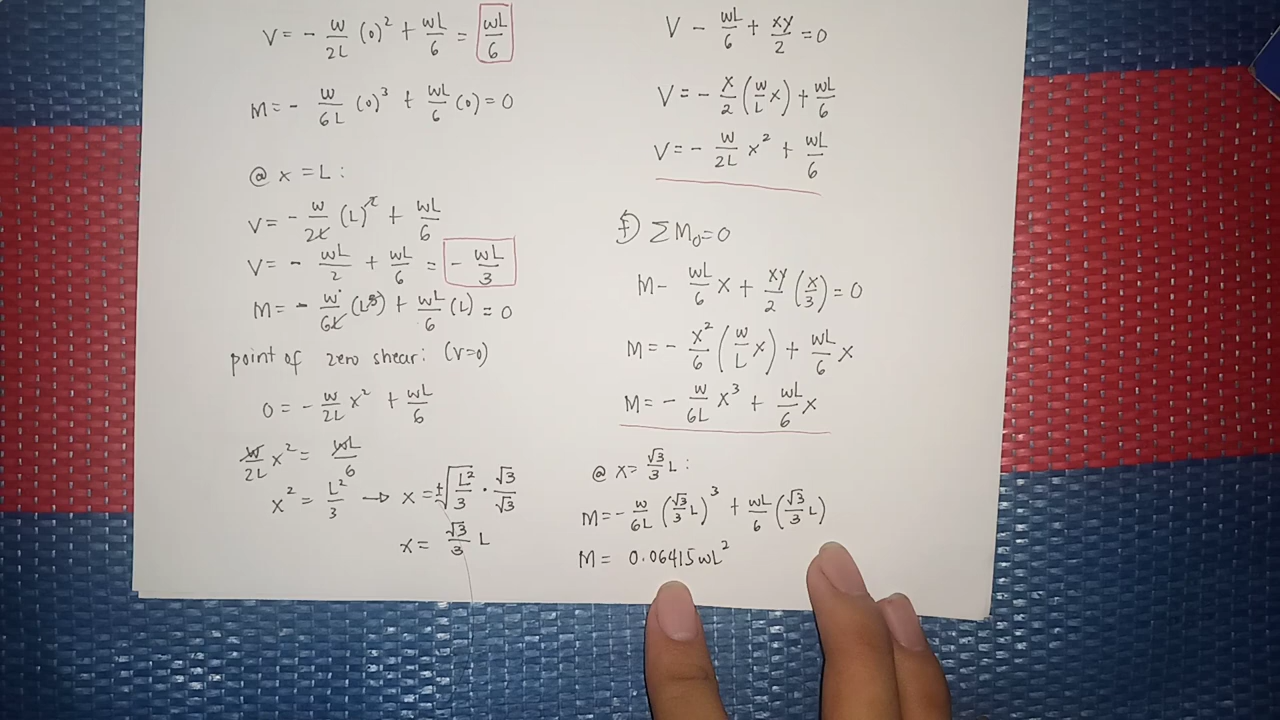 V = - w/2L (0)² + wL/6 = wL/6
M = - w/6L (0)³ + wL/6 (0) = 0
@ x = L :
V = - w/2L (L)² + wL/6
V = - wL/2 + wL/6 = - wL/3
M = - w/6L (L³) + wL/6 (L) = 0
point of zero shear: (V=0)
0 = - w/2L x² + wL/6
w/2L x² = wL/6
x² = L²/3 → x = ±√(L²/3) · √3/√3
x = √3/3 L
V - wL/6 + xy/2 = 0
V = - x/2 (w/L x) + wL/6
V = - w/2L x² + wL/6
ΣM₀ = 0
M - wL/6 x + xy/2 (x/3) = 0
M = - x²/6 (w/L x) + wL/6 x
M = - w/6L x³ + wL/6 x
@ x = √3/3 L :
M = - w/6L (√3/3 L)³ + wL/6 (√3/3 L)
M = 0.06415 wL²